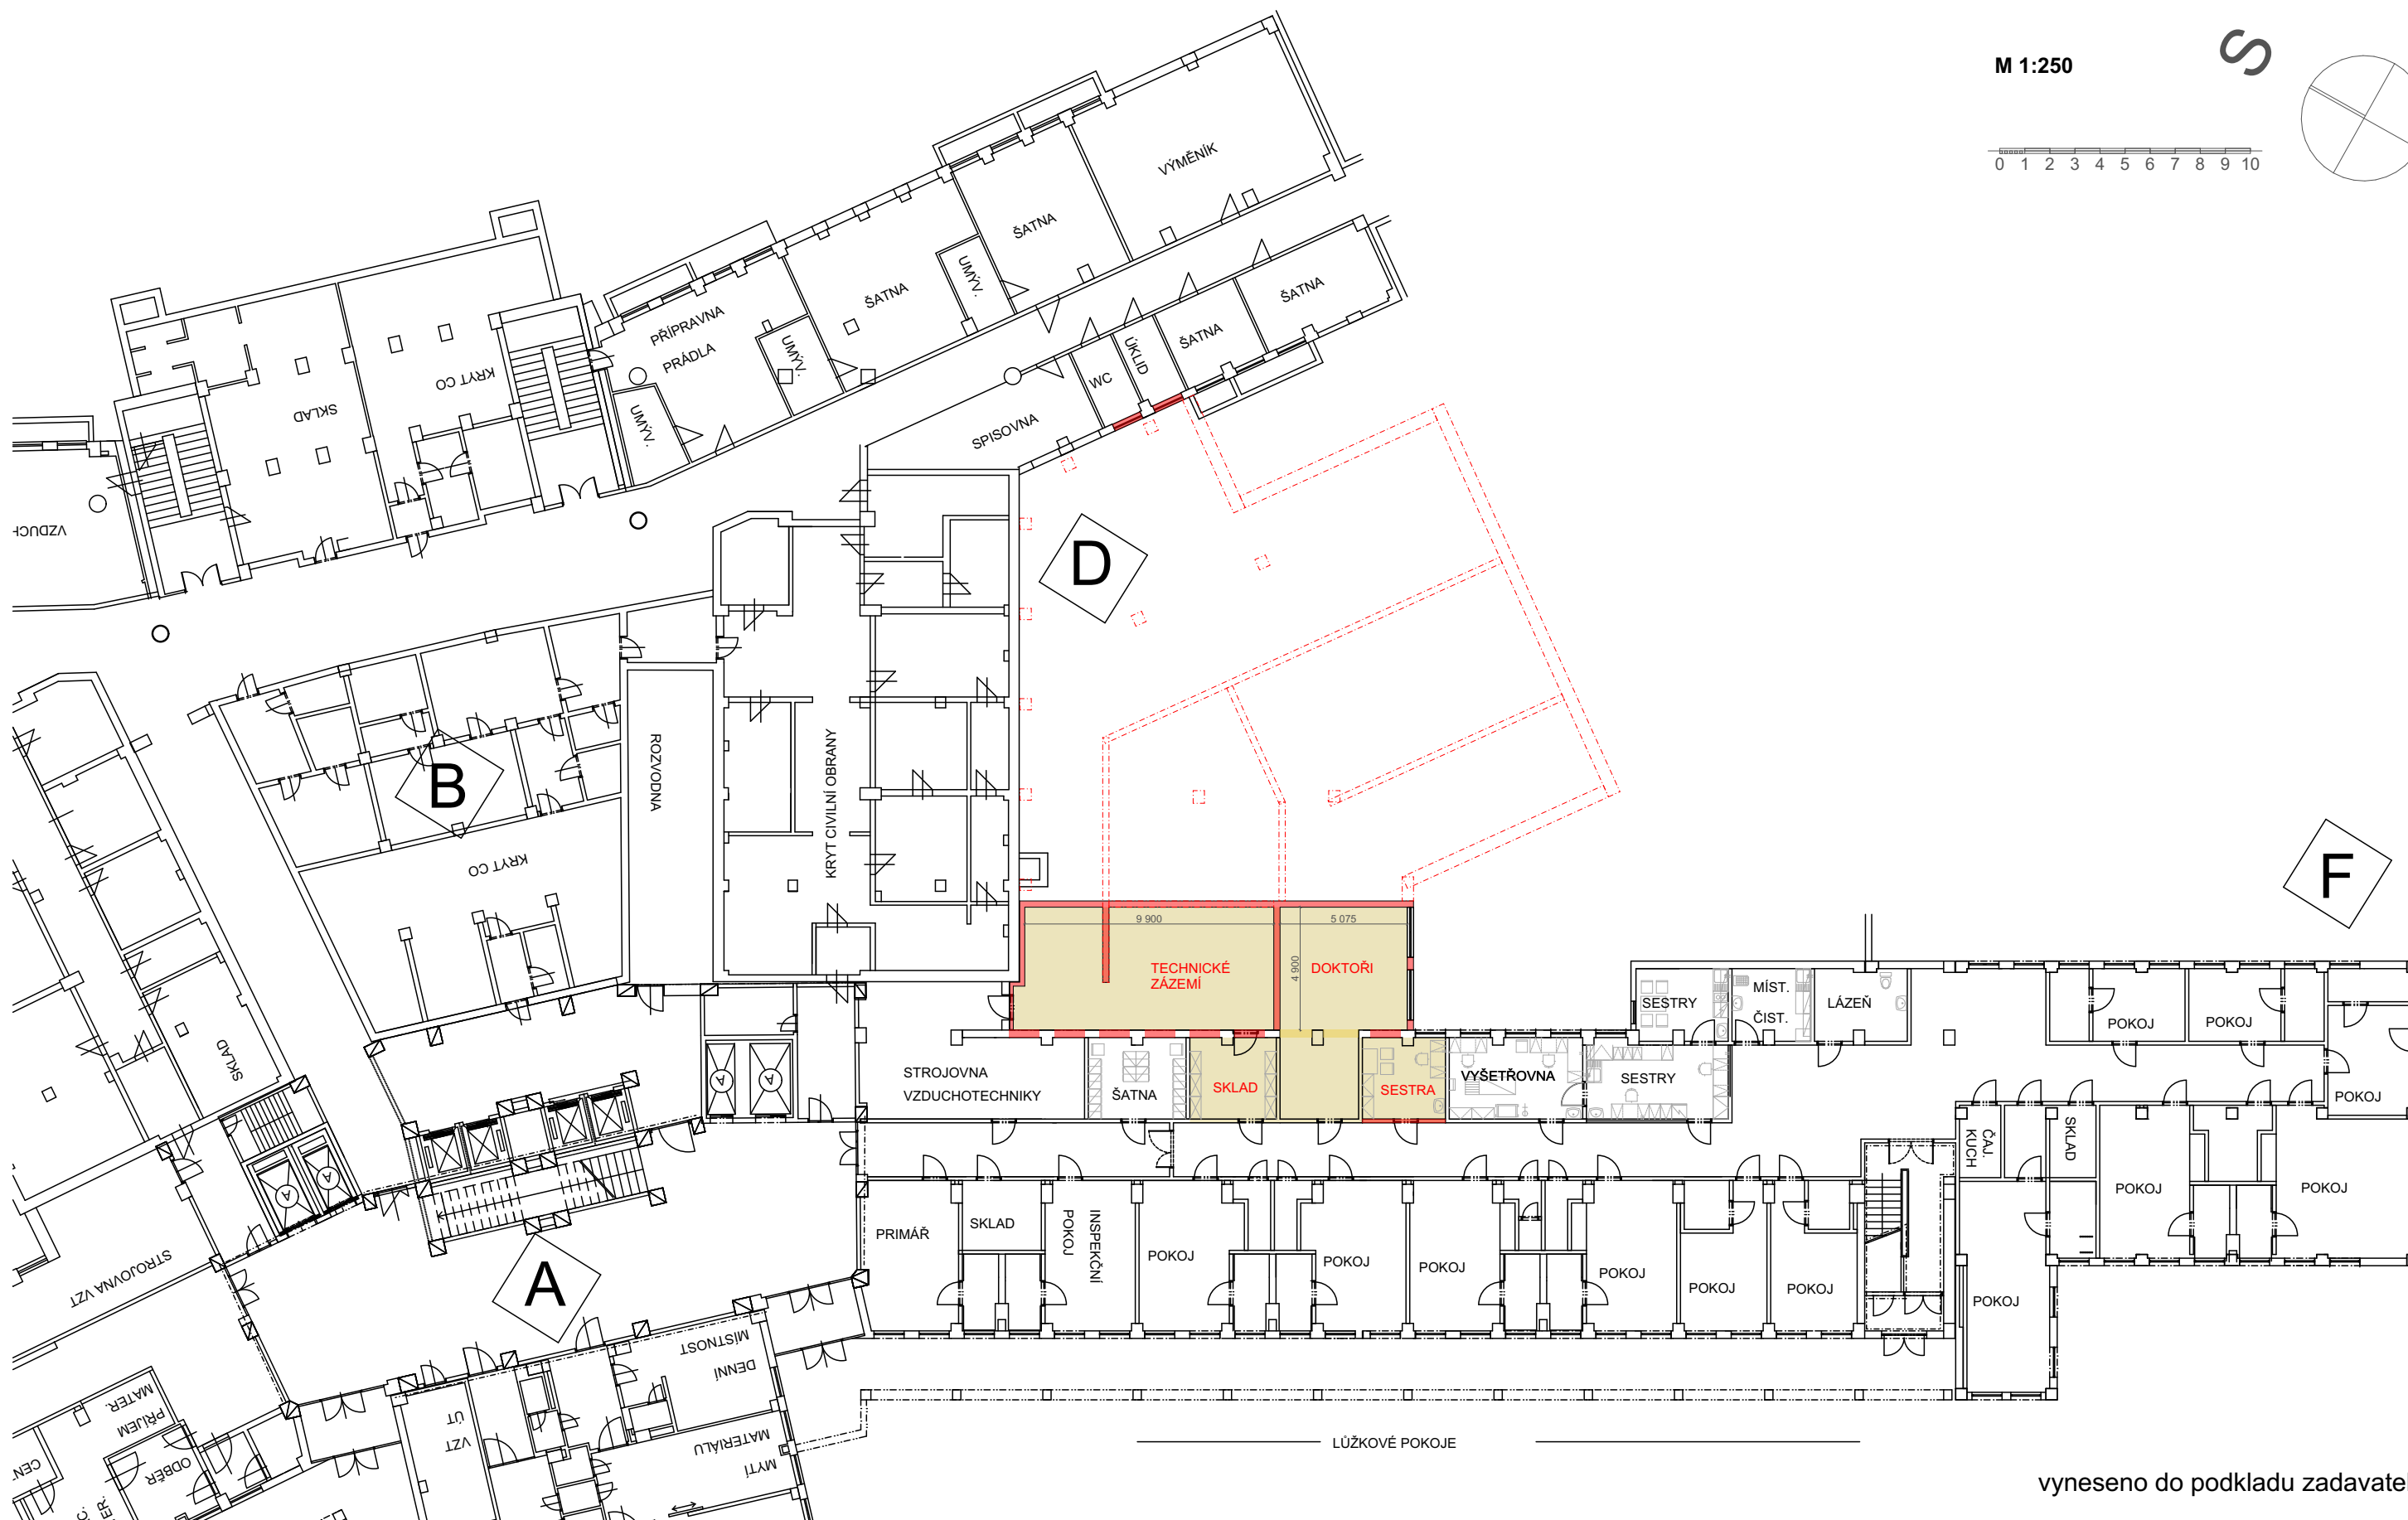 M 1:250
S
0 1 2 3 4 5 6 7 8 9 10
VÝMĚNÍK
ŠATNA
UMÝV.
ŠATNA
PŘÍPRAVNA
PRÁDLA
UMÝV.
UMÝV.
KRYT CO
SKLAD
ŠATNA
ŠATNA
ÚKLID
WC
SPISOVNA
D
B
ROZVODNA
KRYT CIVILNÍ OBRANY
KRYT CO
F
9 900
5 075
4 900
TECHNICKÉ
ZÁZEMÍ
DOKTOŘI
SESTRY
MÍST.
ČIST.
LÁZEŇ
POKOJ
POKOJ
POKOJ
STROJOVNA
VZDUCHOTECHNIKY
ŠATNA
SKLAD
SESTRA
VYŠETŘOVNA
SESTRY
SKLAD
A
A
A
A
STROJOVNA VZT
A
PRIMÁŘ
SKLAD
INSPEKČNÍ
POKOJ
POKOJ
POKOJ
POKOJ
POKOJ
POKOJ
POKOJ
ČAJ.
KUCH
SKLAD
POKOJ
POKOJ
POKOJ
DENNÍ
MÍSTNOST
MYTÍ
MATERIÁLU
VZT
ÚT
PŘÍJEM
MATER.
ODBĚR.
LŮŽKOVÉ POKOJE
vyneseno do podkladu zadavatel